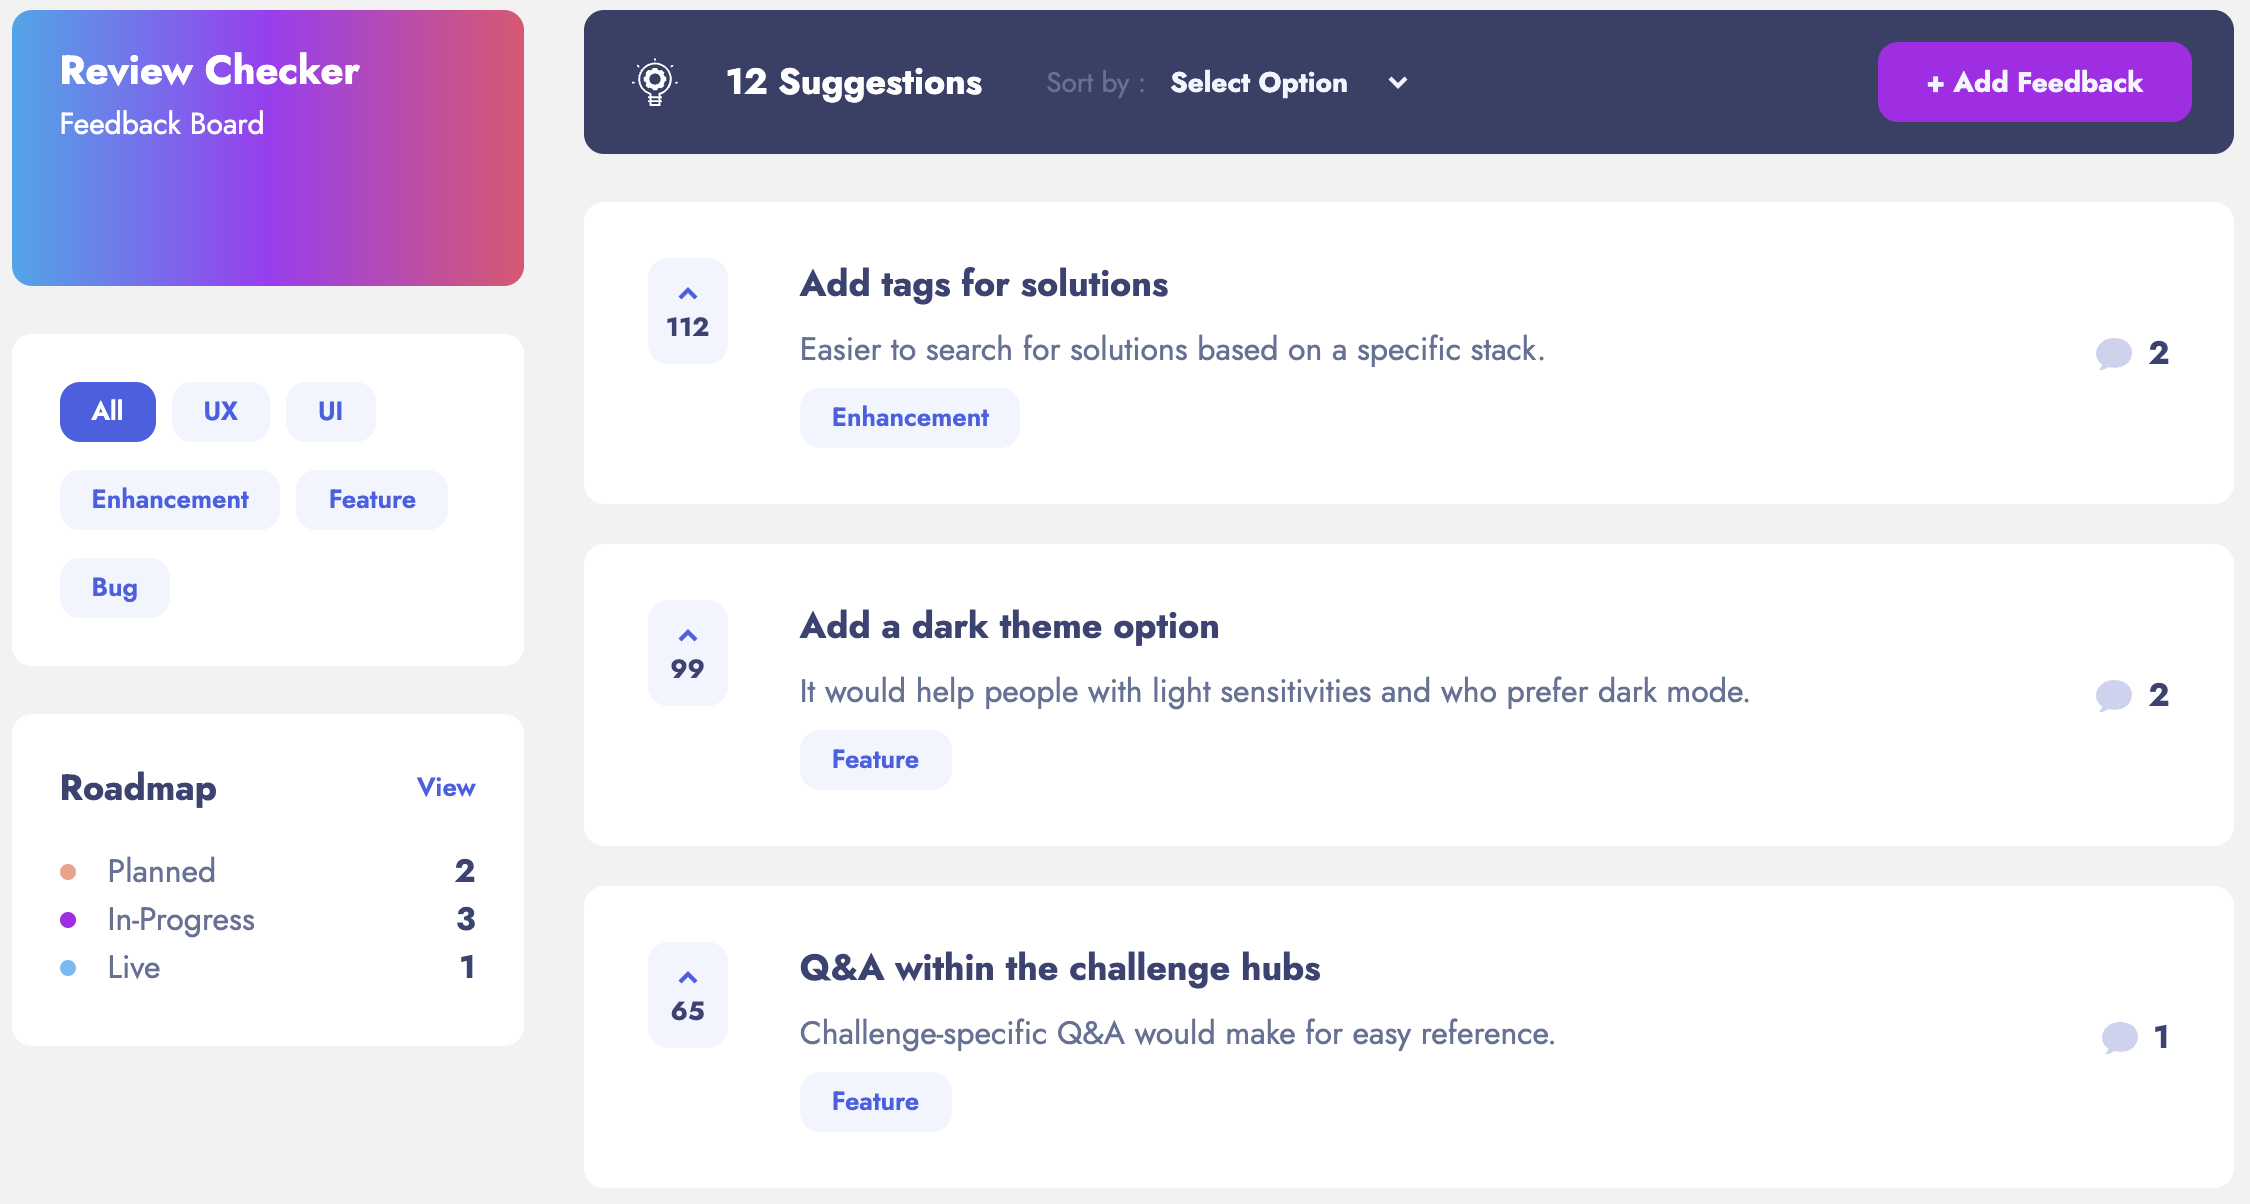 Review Checker
Feedback Board
All UX UI
Enhancement Feature
Bug
Roadmap View
Planned 2
In-Progress 3
Live 1
12 Suggestions Sort by : Select Option + Add Feedback
112
Add tags for solutions
Easier to search for solutions based on a specific stack.
Enhancement
2
99
Add a dark theme option
It would help people with light sensitivities and who prefer dark mode.
Feature
2
65
Q&A within the challenge hubs
Challenge-specific Q&A would make for easy reference.
Feature
1